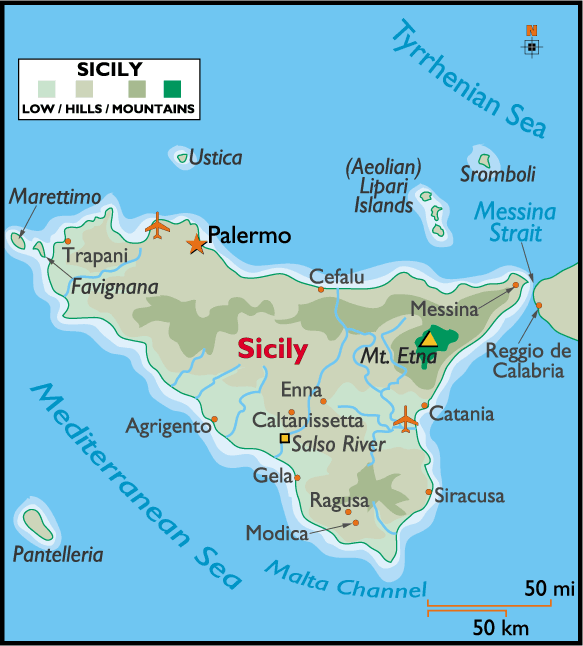 N
Tyrrhenian Sea
SICILY
LOW / HILLS / MOUNTAINS
Ustica
(Aeolian)
Lipari
Islands
Sromboli
Marettimo
Messina
Strait
Palermo
Trapani
Favignana
Cefalu
Messina
Sicily
Mt. Etna
Reggio de
Calabria
Enna
Catania
Caltanissetta
Agrigento
Salso River
Mediterranean Sea
Gela
Ragusa
Siracusa
Modica
Pantelleria
Malta Channel
50 mi
50 km